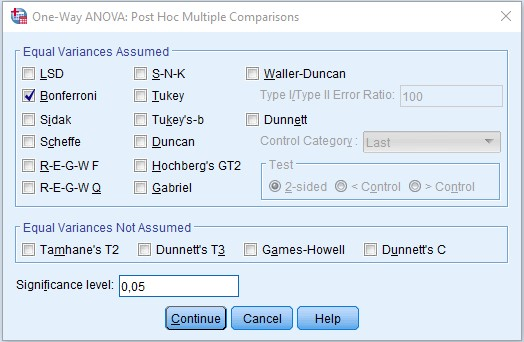 One-Way ANOVA: Post Hoc Multiple Comparisons
Equal Variances Assumed
LSD S-N-K Waller-Duncan
Bonferroni Tukey Type I/Type II Error Ratio: 100
Sidak Tukey's-b Dunnett
Scheffe Duncan Control Category : Last
R-E-G-W F Hochberg's GT2 Test
R-E-G-W Q Gabriel 2-sided < Control > Control
Equal Variances Not Assumed
Tamhane's T2 Dunnett's T3 Games-Howell Dunnett's C
Significance level: 0,05
Continue Cancel Help